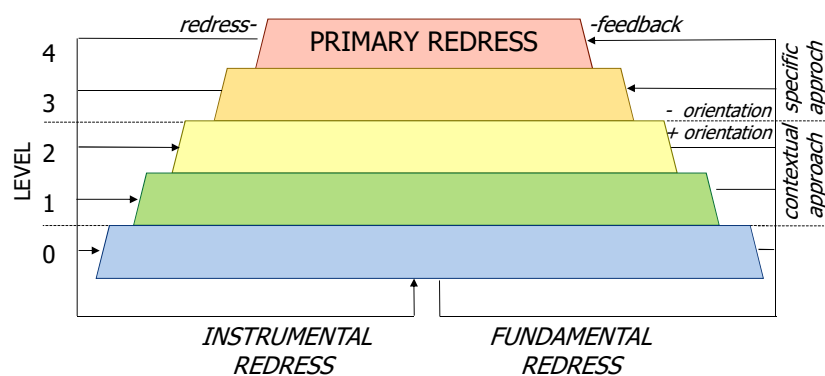 redress-
-feedback
PRIMARY REDRESS
4
3
- orientation
+ orientation
2
1
0
LEVEL
specific
approch
contextual
approach
INSTRUMENTAL
REDRESS
FUNDAMENTAL
REDRESS